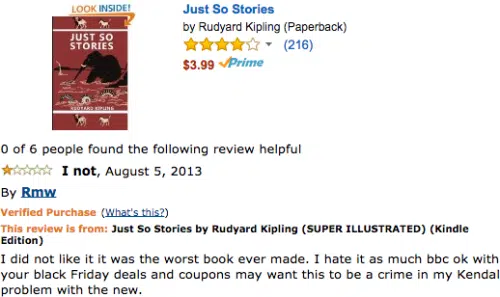 LOOK INSIDE!
JUST SO
STORIES
RUDYARD KIPLING
Just So Stories
by Rudyard Kipling (Paperback)
(216)
$3.99 Prime
0 of 6 people found the following review helpful
I not, August 5, 2013
By Rmw
Verified Purchase (What's this?)
This review is from: Just So Stories by Rudyard Kipling (SUPER ILLUSTRATED) (Kindle
Edition)
I did not like it it was the worst book ever made. I hate it as much bbc ok with
your black Friday deals and coupons may want this to be a crime in my Kendal
problem with the new.